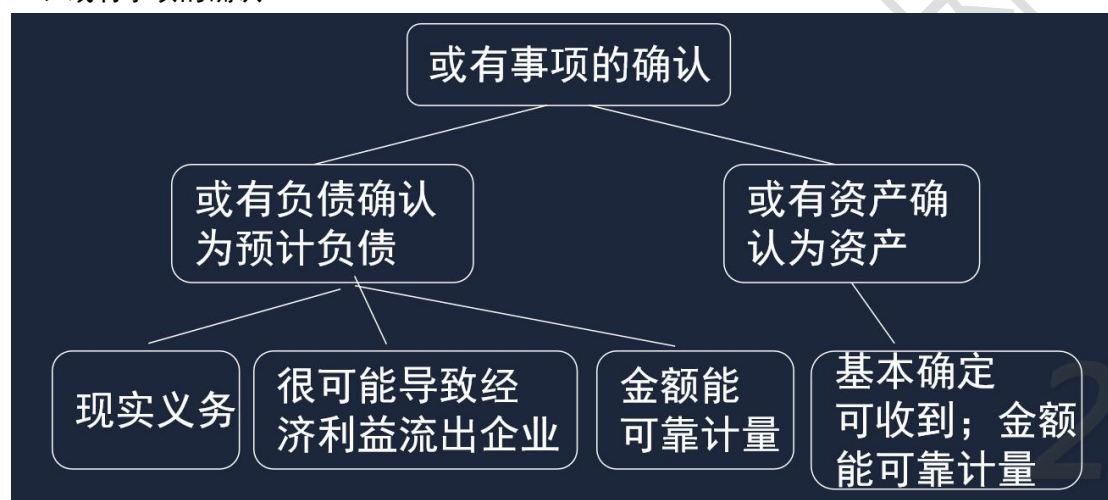 或有事项的确认
或有负债确认
为预计负债
或有资产确
认为资产
现实义务
很可能导致经
济利益流出企业
金额能
可靠计量
基本确定
可收到；金额
能可靠计量
2